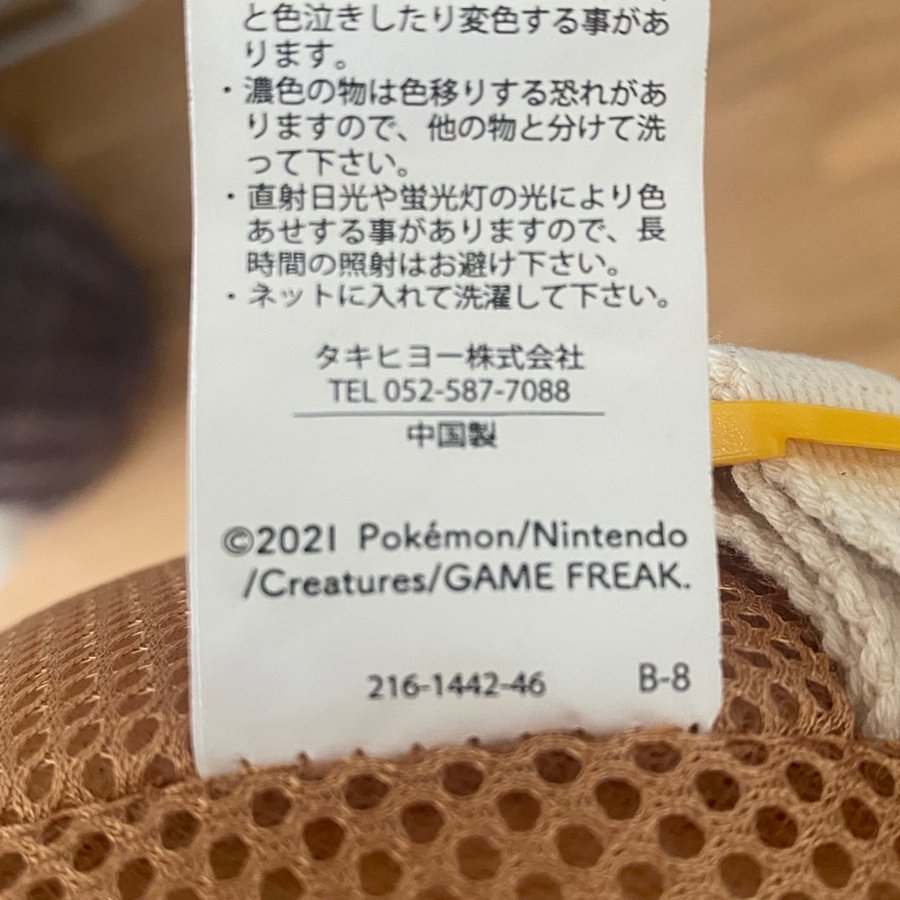 と色泣きしたり変色する事があ
ります。
・濃色の物は色移りする恐れがあ
りますので、他の物と分けて洗
って下さい。
・直射日光や蛍光灯の光により色
あせする事がありますので、長
時間の照射はお避け下さい。
・ネットに入れて洗濯して下さい。
タキヒヨー株式会社
TEL 052-587-7088
中国製
©2021 Pokémon/Nintendo
/Creatures/GAME FREAK.
216-1442-46 B-8